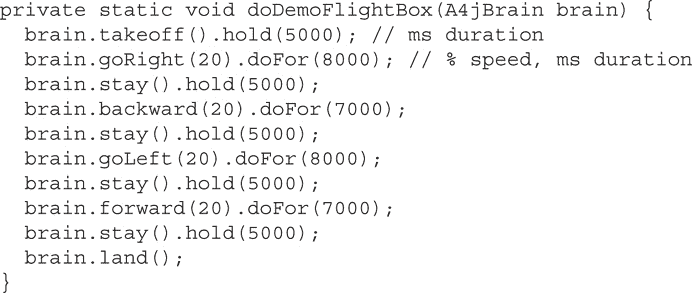 private static void doDemoFlightBox(A4jBrain brain) {
  brain.takeoff().hold(5000); // ms duration
  brain.goRight(20).doFor(8000); // % speed, ms duration
  brain.stay().hold(5000);
  brain.backward(20).doFor(7000);
  brain.stay().hold(5000);
  brain.goLeft(20).doFor(8000);
  brain.stay().hold(5000);
  brain.forward(20).doFor(7000);
  brain.stay().hold(5000);
  brain.land();
}